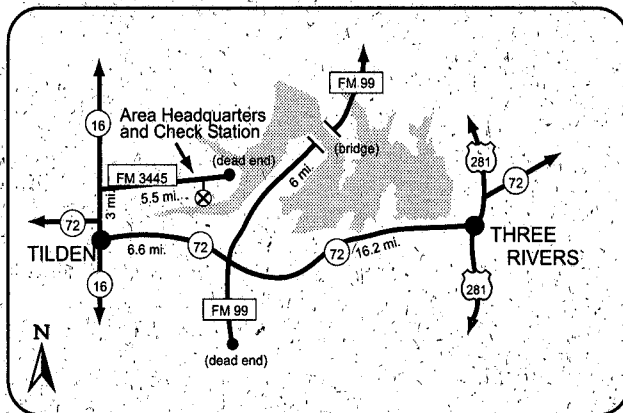 FM 99
16
Area Headquarters
and Check Station
(dead end)
(bridge)
281
72
FM 3445
5.5 mi.
3 mi.
6 mi.
72
TILDEN
6.6 mi.
72
72
16.2 mi.
THREE
RIVERS
16
FM 99
281
(dead end)
N